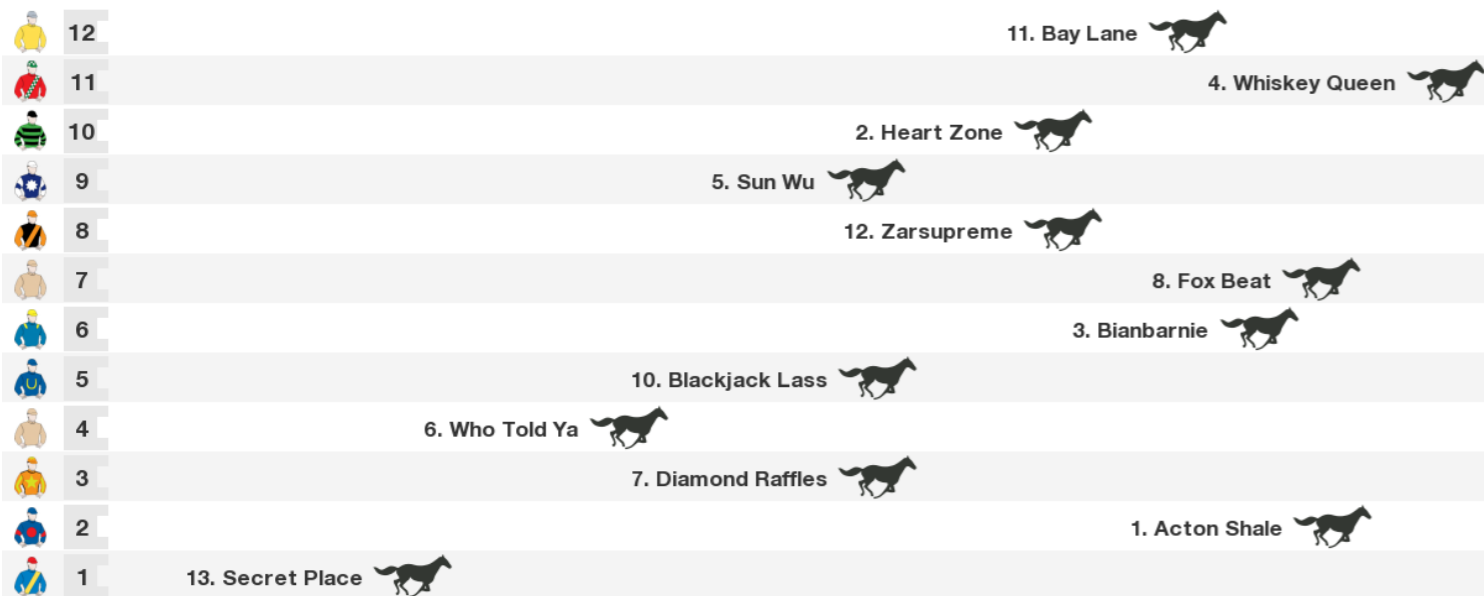 12 11. Bay Lane
11 4. Whiskey Queen
10 2. Heart Zone
9 5. Sun Wu
8 12. Zarsupreme
7 8. Fox Beat
6 3. Bianbarnie
5 10. Blackjack Lass
4 6. Who Told Ya
3 7. Diamond Raffles
2 1. Acton Shale
1 13. Secret Place